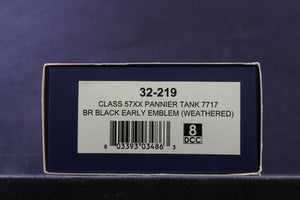 32-219
CLASS 57XX PANNIER TANK 7717
BR BLACK EARLY EMBLEM (WEATHERED)
8
DCC
8 03393 03486 3